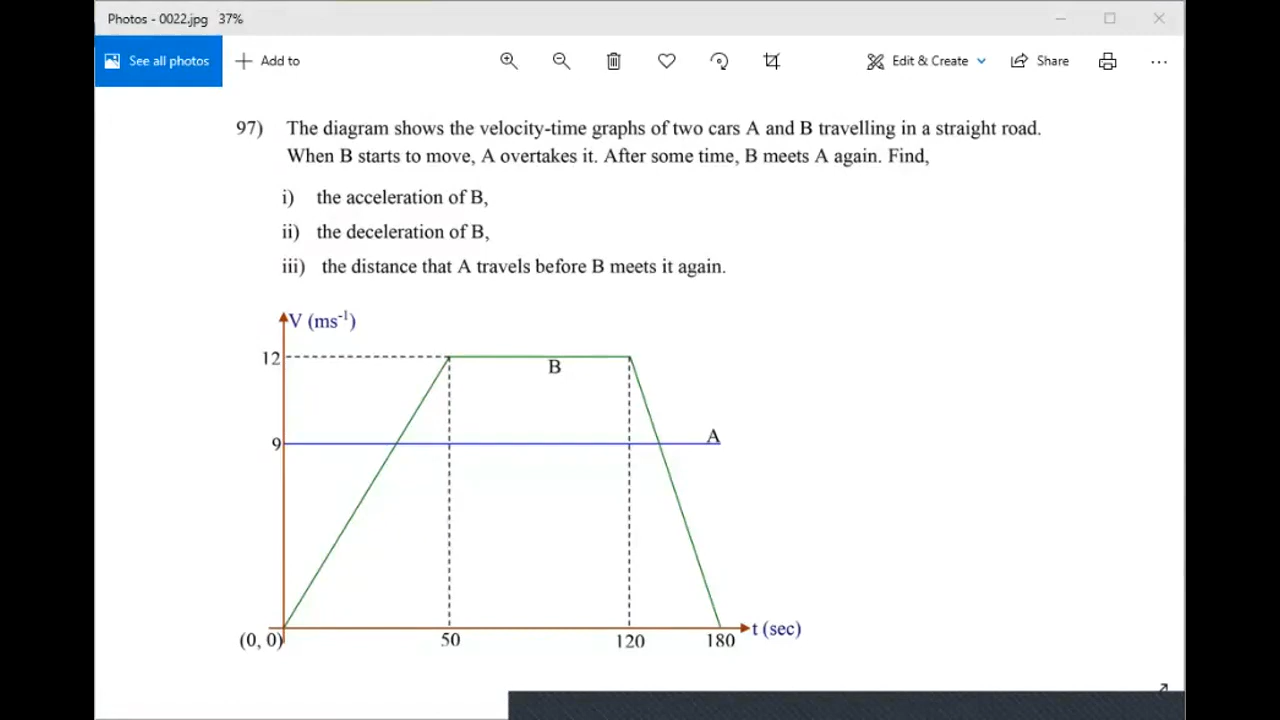 Photos - 0022.jpg 37%
See all photos
Add to
Edit & Create
Share
97) The diagram shows the velocity-time graphs of two cars A and B travelling in a straight road.
When B starts to move, A overtakes it. After some time, B meets A again. Find,
i) the acceleration of B,
ii) the deceleration of B,
iii) the distance that A travels before B meets it again.
V (ms⁻¹)
12
B
9
A
(0, 0)
50
120
180
t (sec)